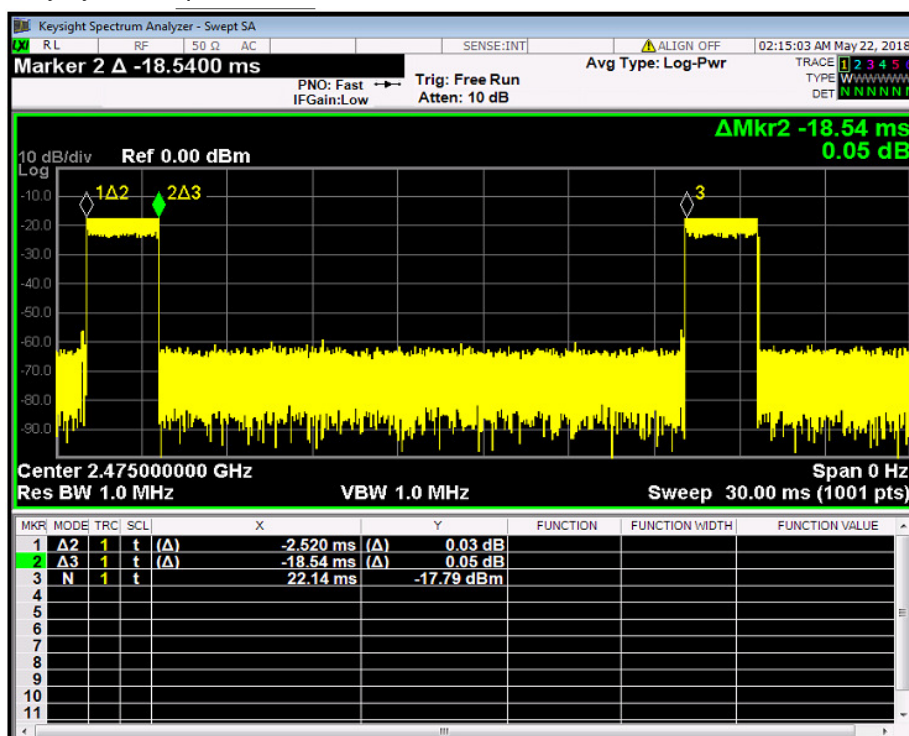 Keysight Spectrum Analyzer - Swept SA
LXI RL RF 50 Ω AC SENSE:INT ALIGN OFF 02:15:03 AM May 22, 2018
Marker 2 Δ -18.5400 ms
PNO: Fast
IFGain:Low
Trig: Free Run
Atten: 10 dB
Avg Type: Log-Pwr
TRACE 1 2 3 4 5
TYPE WWWWWW
DET NNNNN
ΔMkr2 -18.54 ms
0.05 dB
10 dB/div Ref 0.00 dBm
Log
-10.0
-20.0
-30.0
-40.0
-50.0
-60.0
-70.0
-80.0
-90.0
1Δ2 2Δ3 3
Center 2.475000000 GHz Span 0 Hz
Res BW 1.0 MHz VBW 1.0 MHz Sweep 30.00 ms (1001 pts)
MKR MODE TRC SCL X Y FUNCTION FUNCTION WIDTH FUNCTION VALUE
1 Δ2 1 t (Δ) -2.520 ms (Δ) 0.03 dB
2 Δ3 1 t (Δ) -18.54 ms (Δ) 0.05 dB
3 N 1 t 22.14 ms -17.79 dBm
4
5
6
7
8
9
10
11